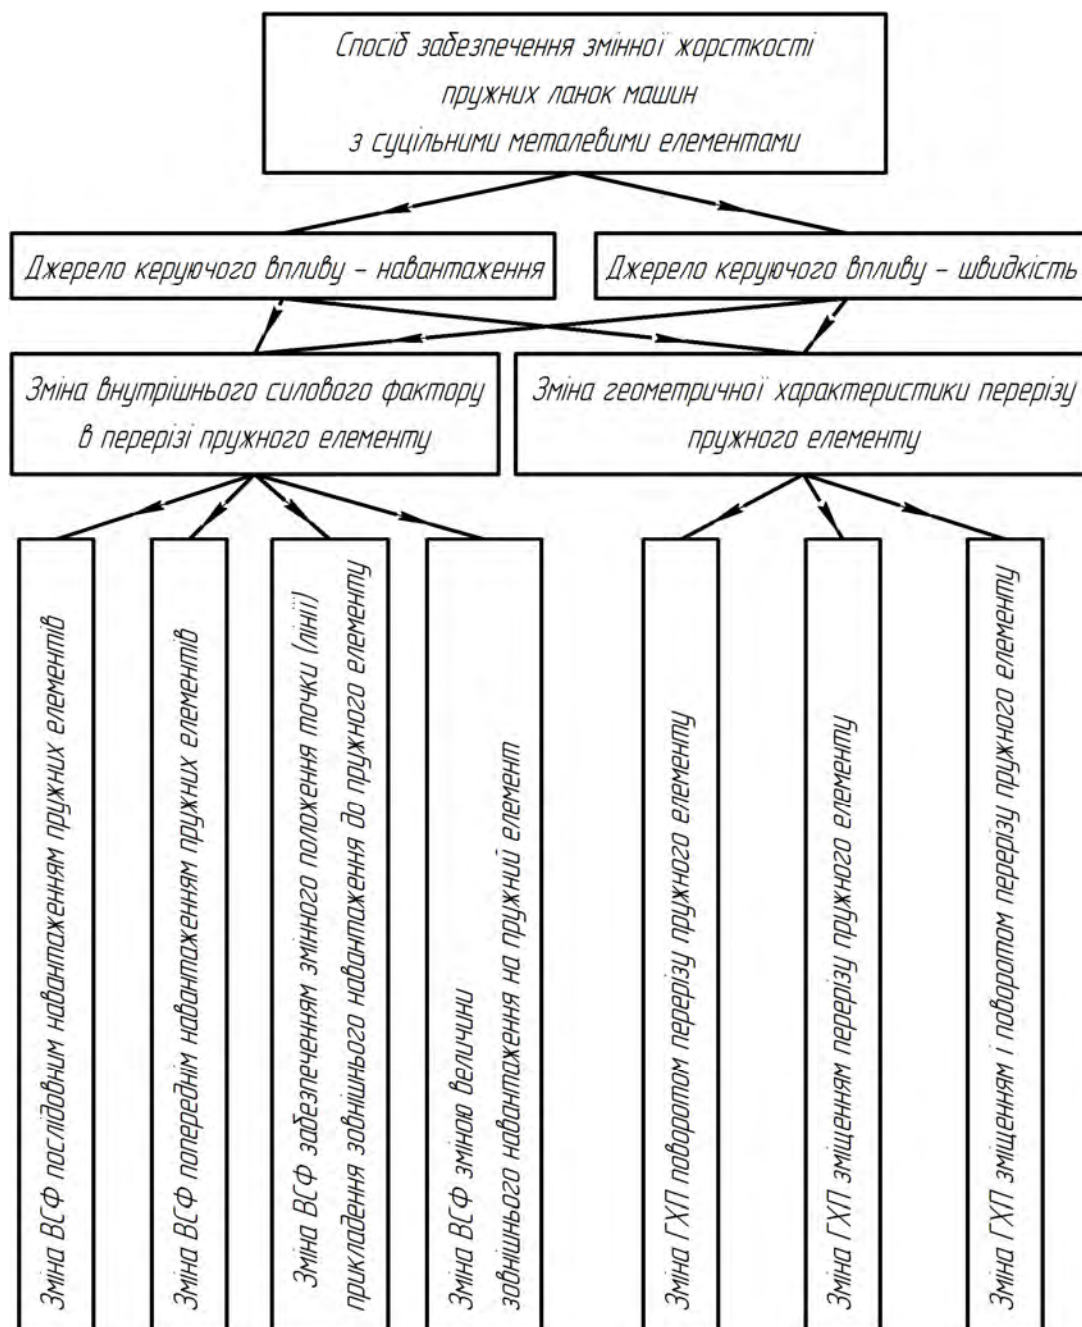 Спосіб забезпечення змінної жорсткості
пружних ланок машин
з суцільними металевими елементами
Джерело керуючого впливу – навантаження
Джерело керуючого впливу – швидкість
Зміна внутрішнього силового фактору
в перерізі пружного елементу
Зміна геометричної характеристики перерізу
пружного елементу
Зміна ВСФ послідовним навантаженням пружних елементів
Зміна ВСФ попереднім навантаженням пружних елементів
Зміна ВСФ забезпеченням змінного положення точки (лінії)
прикладення зовнішнього навантаження до пружного елементу
Зміна ВСФ зміною величини
зовнішнього навантаження на пружний елемент
Зміна ГХП поворотом перерізу пружного елементу
Зміна ГХП зміщенням перерізу пружного елементу
Зміна ГХП зміщенням і поворотом перерізу пружного елементу